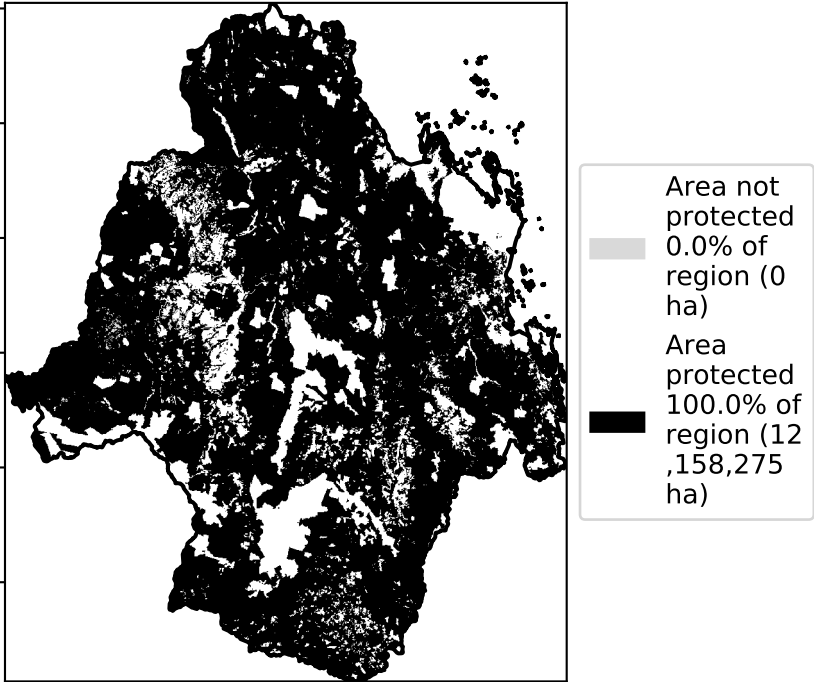 Area not
protected
0.0% of
region (0
ha)
Area
protected
100.0% of
region (12
,158,275
ha)